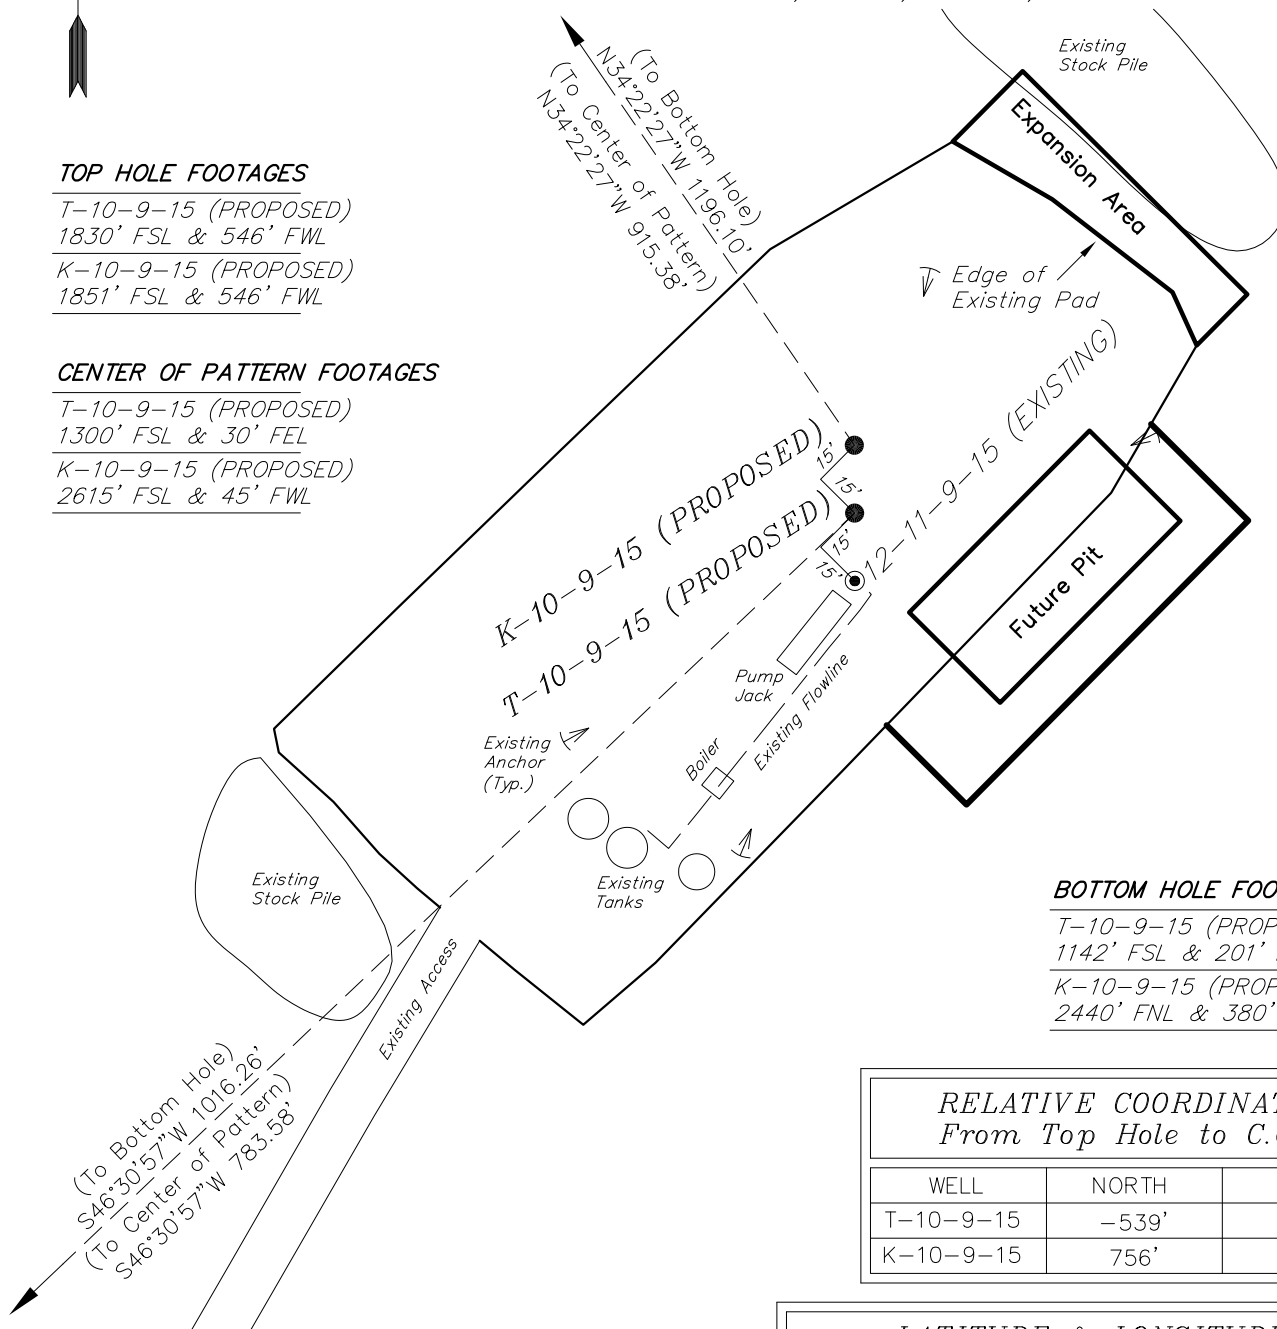 TOP HOLE FOOTAGES
T-10-9-15 (PROPOSED)
1830' FSL & 546' FWL
K-10-9-15 (PROPOSED)
1851' FSL & 546' FWL
CENTER OF PATTERN FOOTAGES
T-10-9-15 (PROPOSED)
1300' FSL & 30' FEL
K-10-9-15 (PROPOSED)
2615' FSL & 45' FWL
(To Bottom Hole)
N34°22'27"W 1196.10'
(To Center of Pattern)
N34°22'27"W 915.38'
Existing
Stock Pile
Expansion Area
Edge of
Existing Pad
K-10-9-15 (PROPOSED)
T-10-9-15 (PROPOSED)
12-11-9-15 (EXISTING)
15'
15'
15'
15'
Future Pit
Pump
Jack
Existing Flowline
Boiler
Existing
Anchor
(Typ.)
Existing
Tanks
Existing
Stock Pile
Existing Access
(To Bottom Hole)
S46°30'57"W 1016.26'
(To Center of Pattern)
S46°30'57"W 783.58'
BOTTOM HOLE FOO
T-10-9-15 (PROP
1142' FSL & 201'
K-10-9-15 (PROP
2440' FNL & 380'
RELATIVE COORDINAT
From Top Hole to C.
WELL NORTH
T-10-9-15 -539'
K-10-9-15 756'